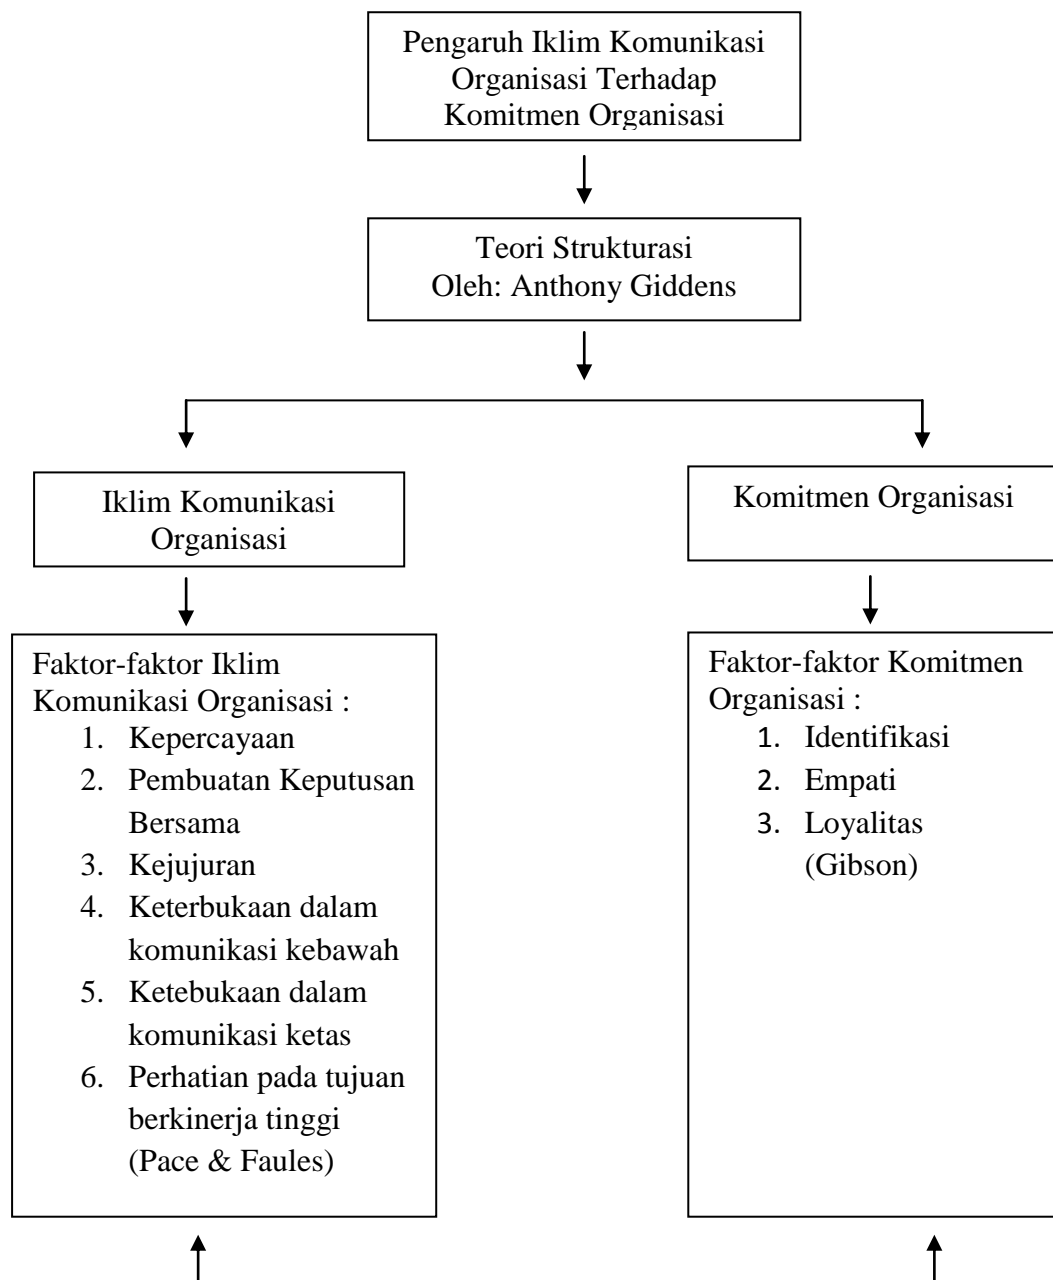 Pengaruh Iklim Komunikasi
Organisasi Terhadap
Komitmen Organisasi
Teori Strukturasi
Oleh: Anthony Giddens
Iklim Komunikasi
Organisasi
Komitmen Organisasi
Faktor-faktor Iklim
Komunikasi Organisasi :
1. Kepercayaan
2. Pembuatan Keputusan
Bersama
3. Kejujuran
4. Keterbukaan dalam
komunikasi kebawah
5. Ketebukaan dalam
komunikasi ketas
6. Perhatian pada tujuan
berkinerja tinggi
(Pace & Faules)
Faktor-faktor Komitmen
Organisasi :
1. Identifikasi
2. Empati
3. Loyalitas
(Gibson)